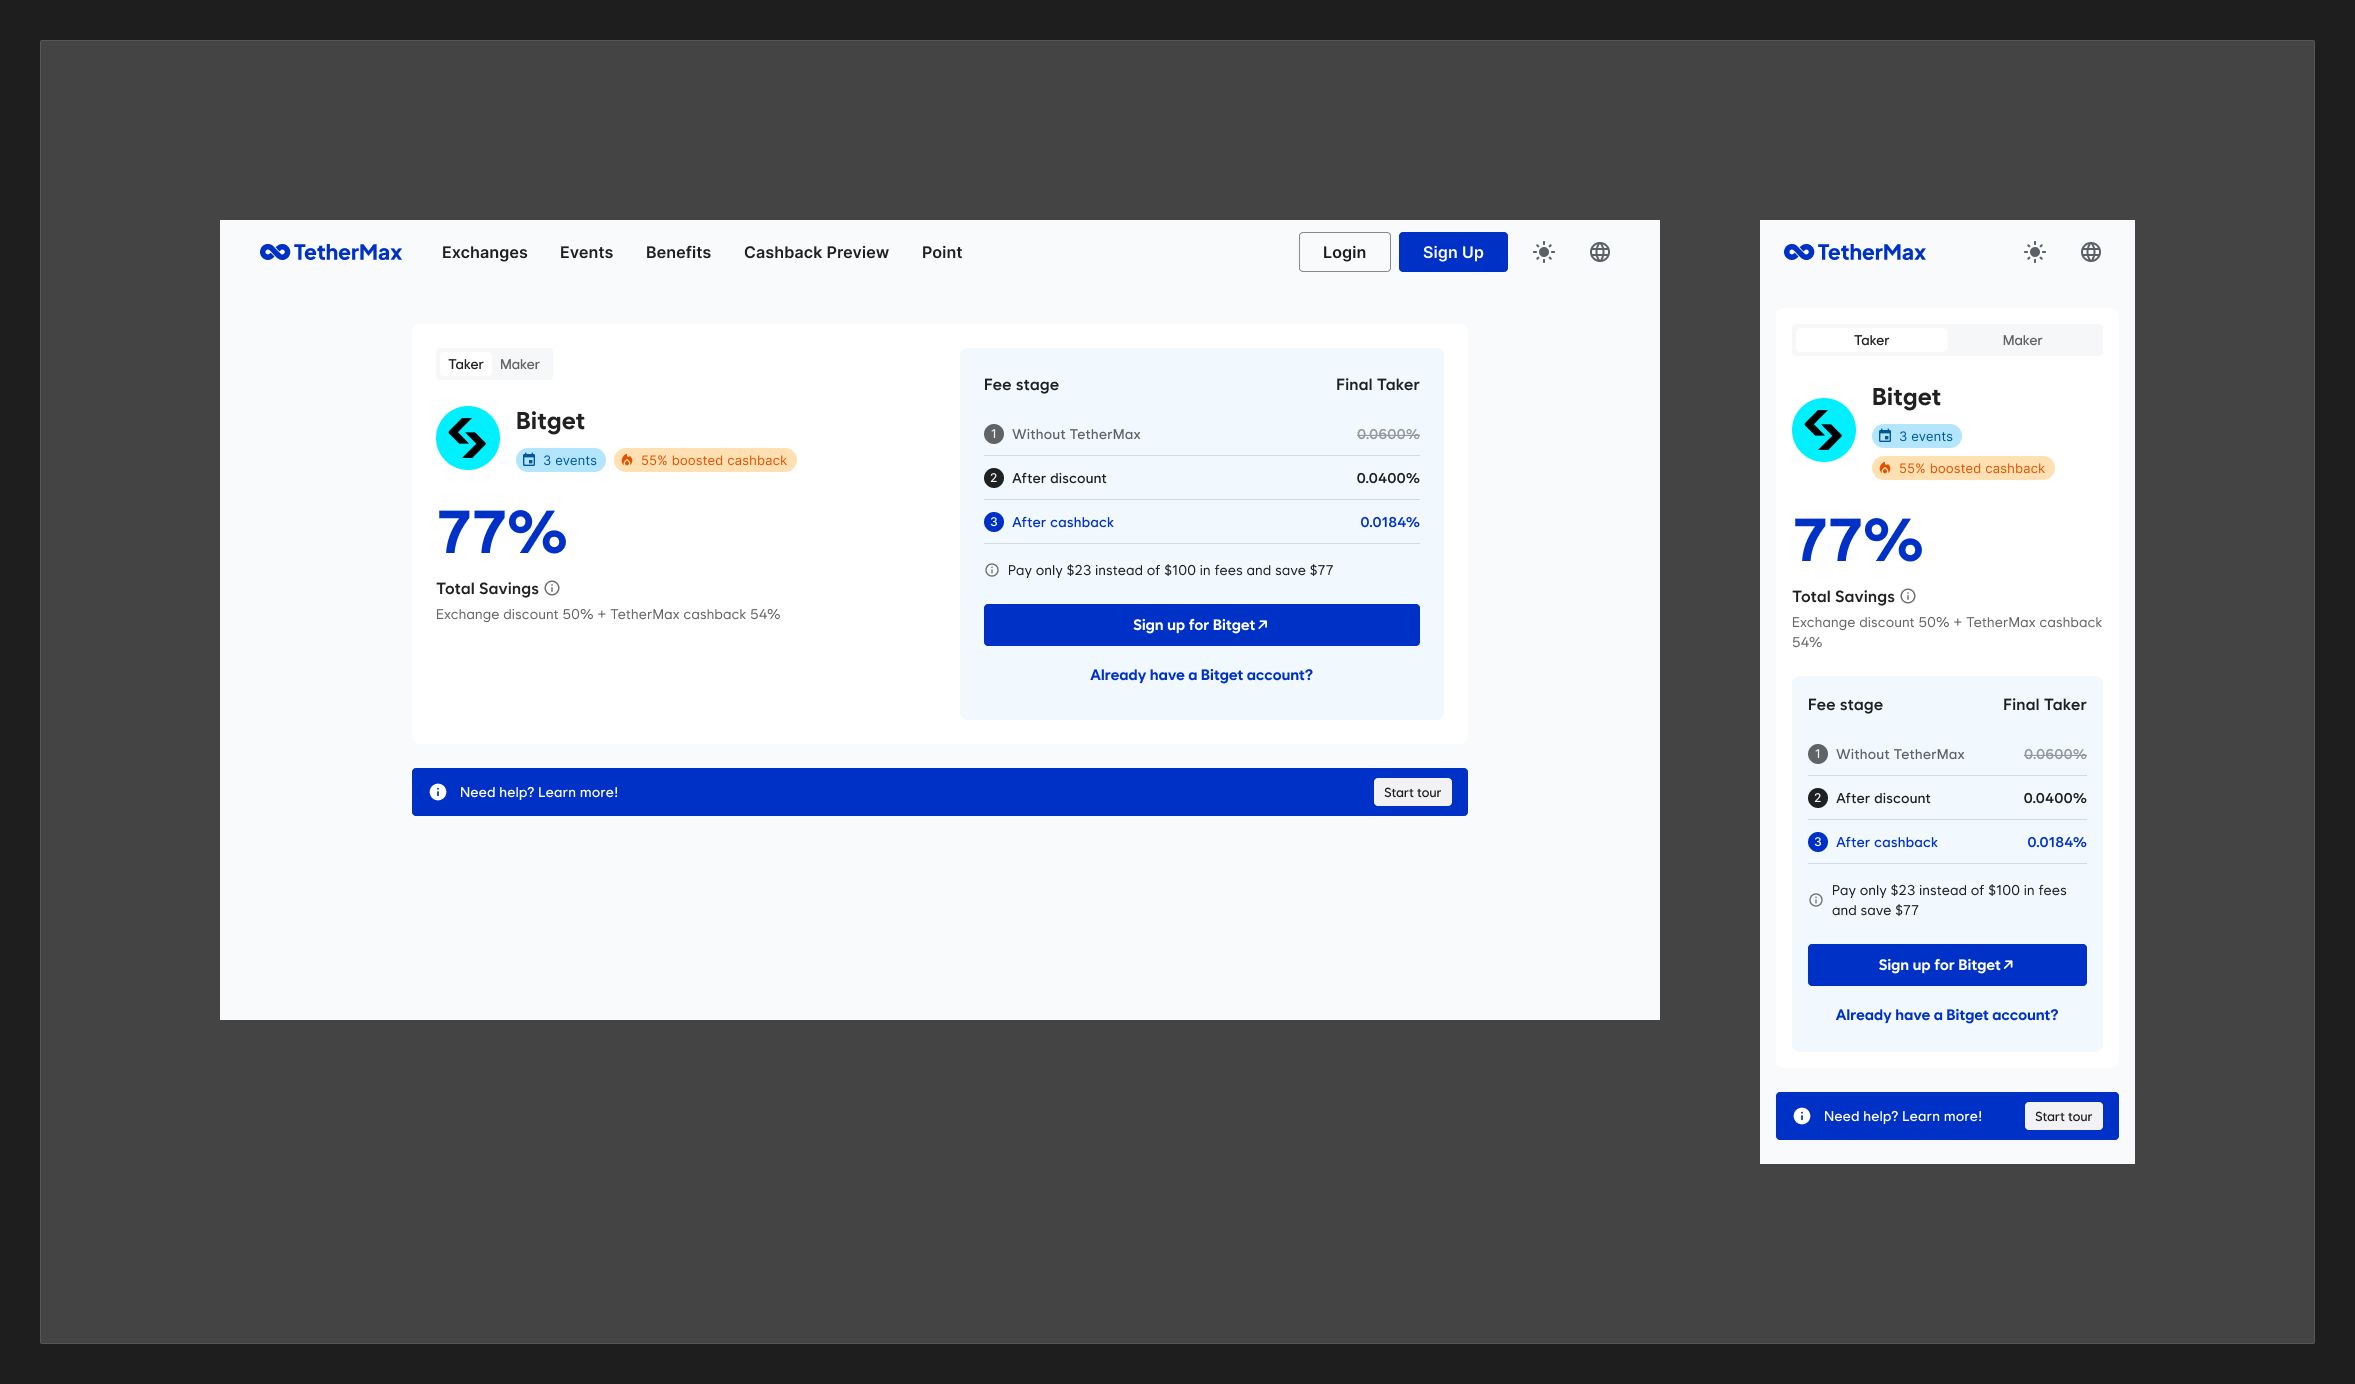 TetherMax Exchanges Events Benefits Cashback Preview Point Login Sign Up
Taker Maker
Bitget
3 events 55% boosted cashback
77%
Total Savings
Exchange discount 50% + TetherMax cashback 54%
Fee stage Final Taker
1 Without TetherMax 0.0600%
2 After discount 0.0400%
3 After cashback 0.0184%
Pay only $23 instead of $100 in fees and save $77
Sign up for Bitget↗
Already have a Bitget account?
Need help? Learn more! Start tour
TetherMax
Taker Maker
Bitget
3 events
55% boosted cashback
77%
Total Savings
Exchange discount 50% + TetherMax cashback
54%
Fee stage Final Taker
1 Without TetherMax 0.0600%
2 After discount 0.0400%
3 After cashback 0.0184%
Pay only $23 instead of $100 in fees
and save $77
Sign up for Bitget↗
Already have a Bitget account?
Need help? Learn more! Start tour